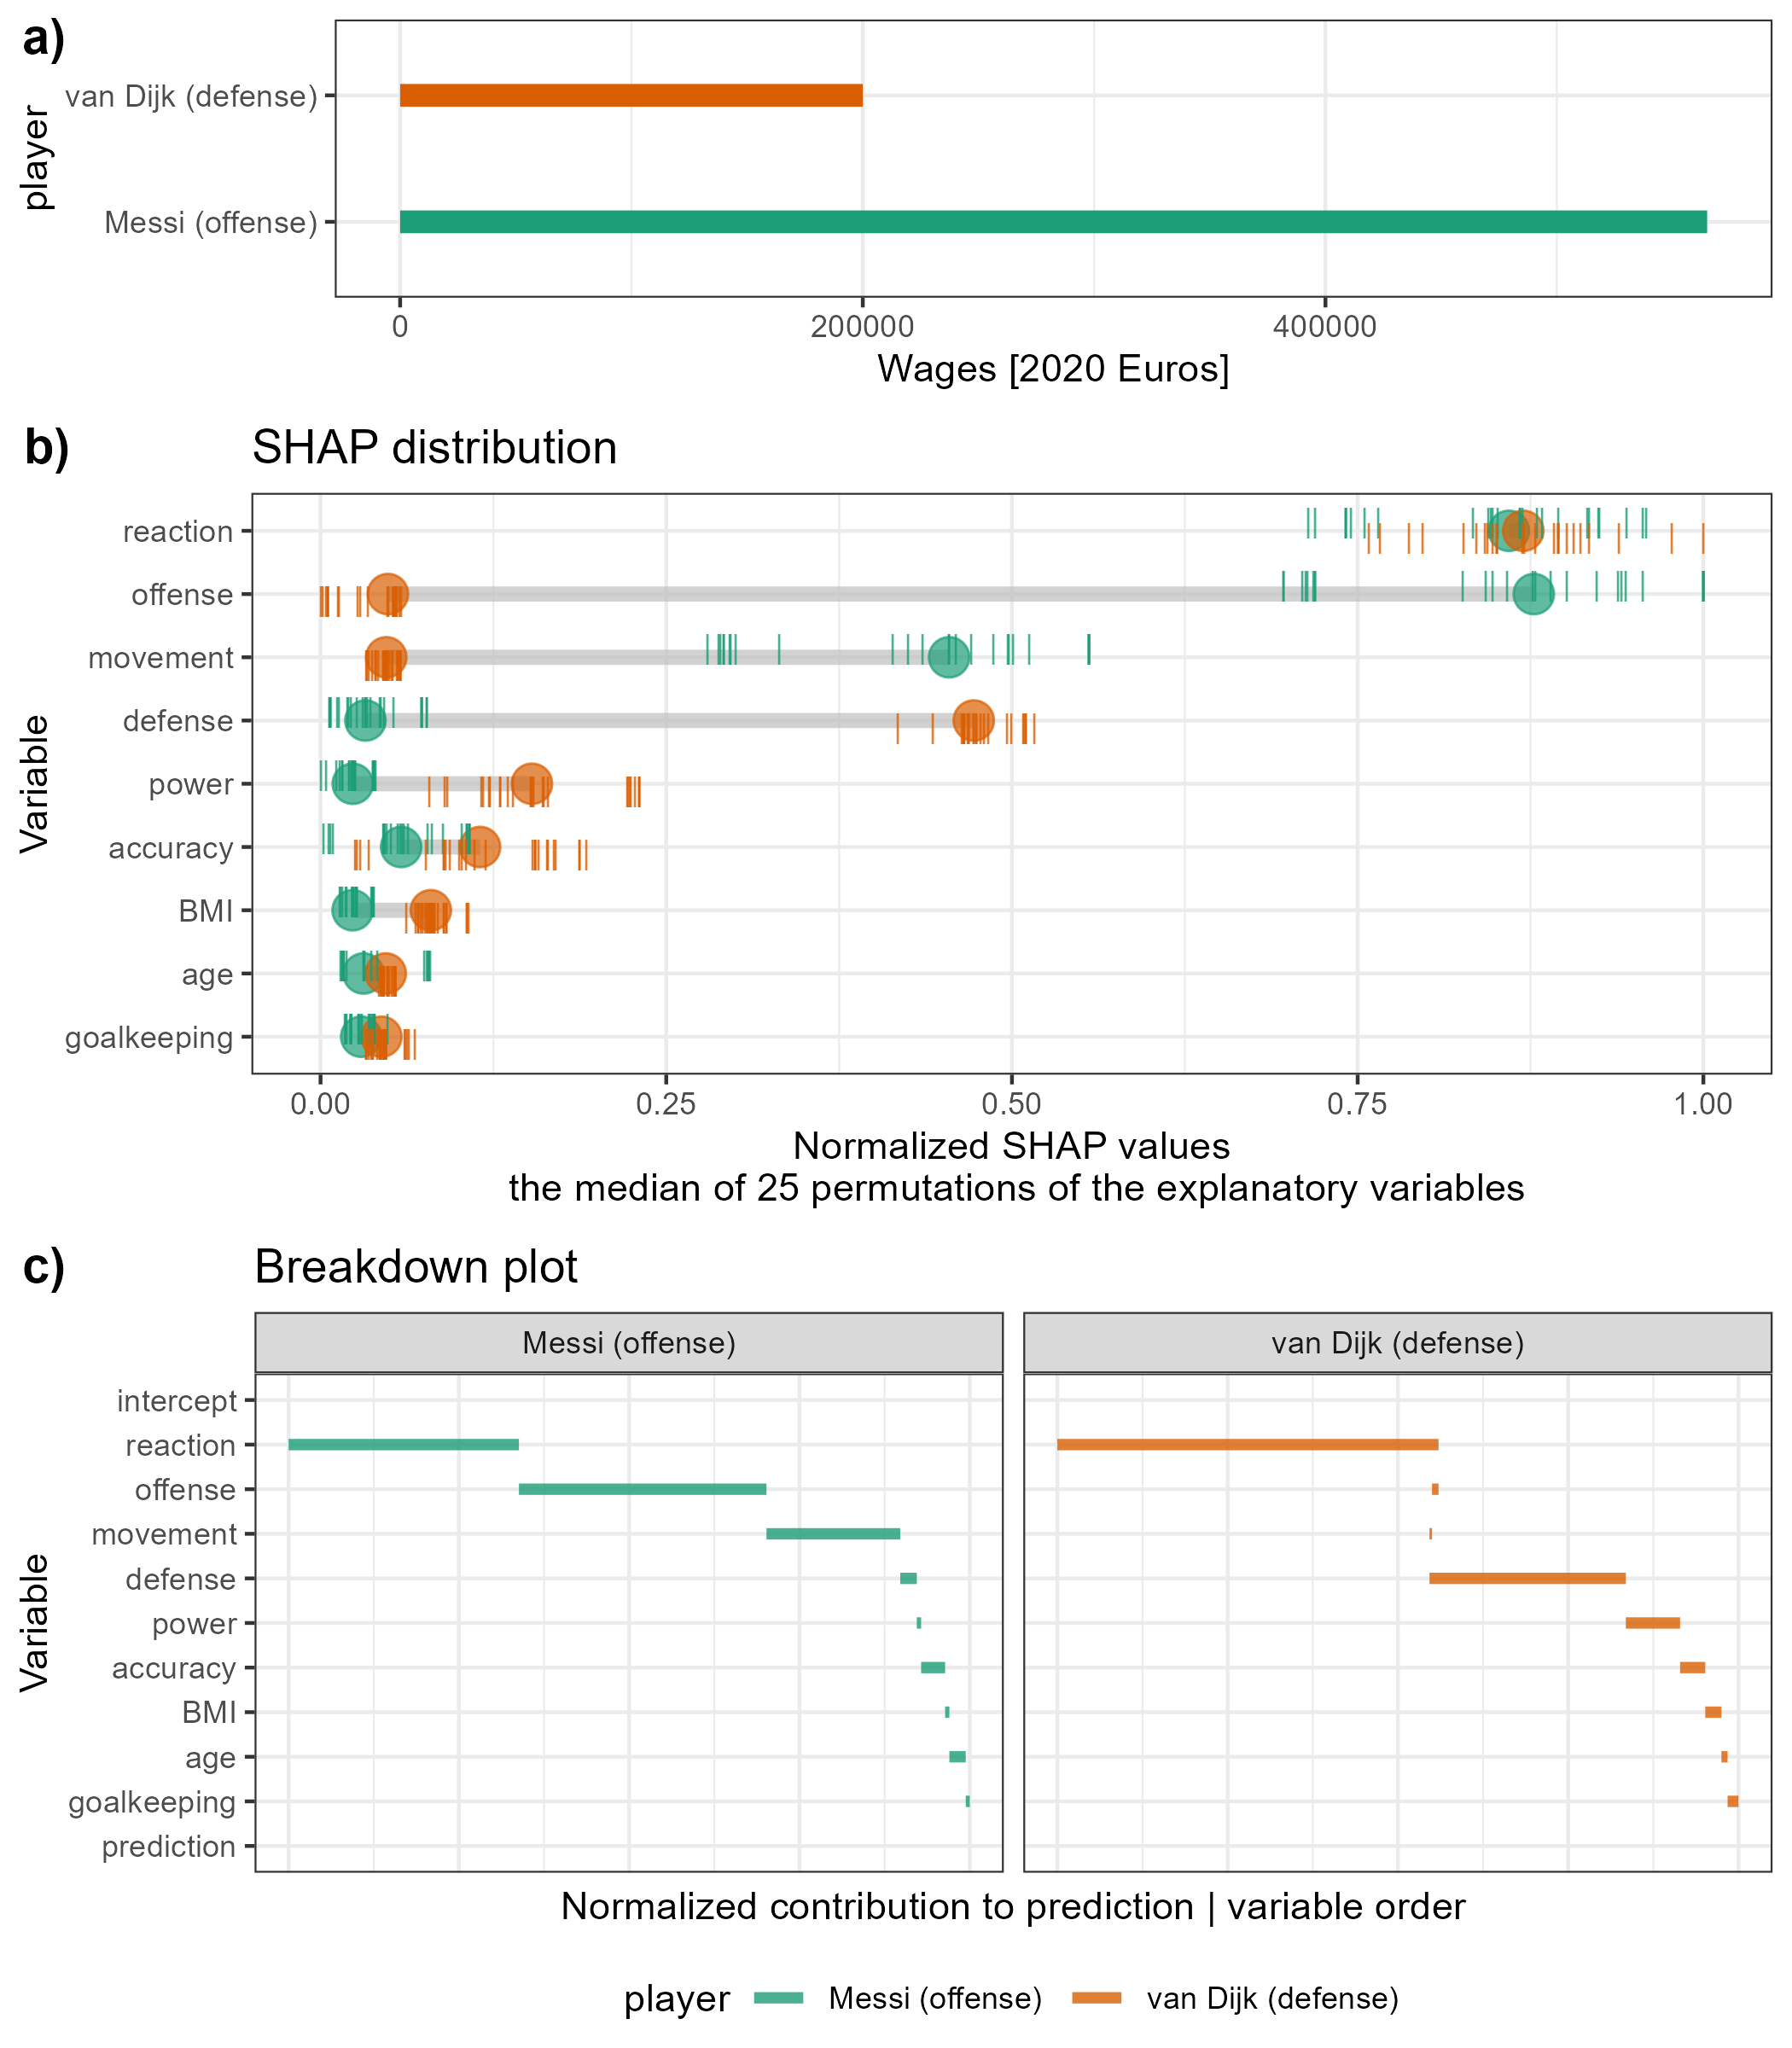 a)
player
van Dijk (defense)
Messi (offense)
0 200000 400000
Wages [2020 Euros]
b) SHAP distribution
Variable
reaction
offense
movement
defense
power
accuracy
BMI
age
goalkeeping
0.00 0.25 0.50 0.75 1.00
Normalized SHAP values
the median of 25 permutations of the explanatory variables
c) Breakdown plot
Messi (offense) van Dijk (defense)
Variable
intercept
reaction
offense
movement
defense
power
accuracy
BMI
age
goalkeeping
prediction
Normalized contribution to prediction | variable order
player Messi (offense) van Dijk (defense)